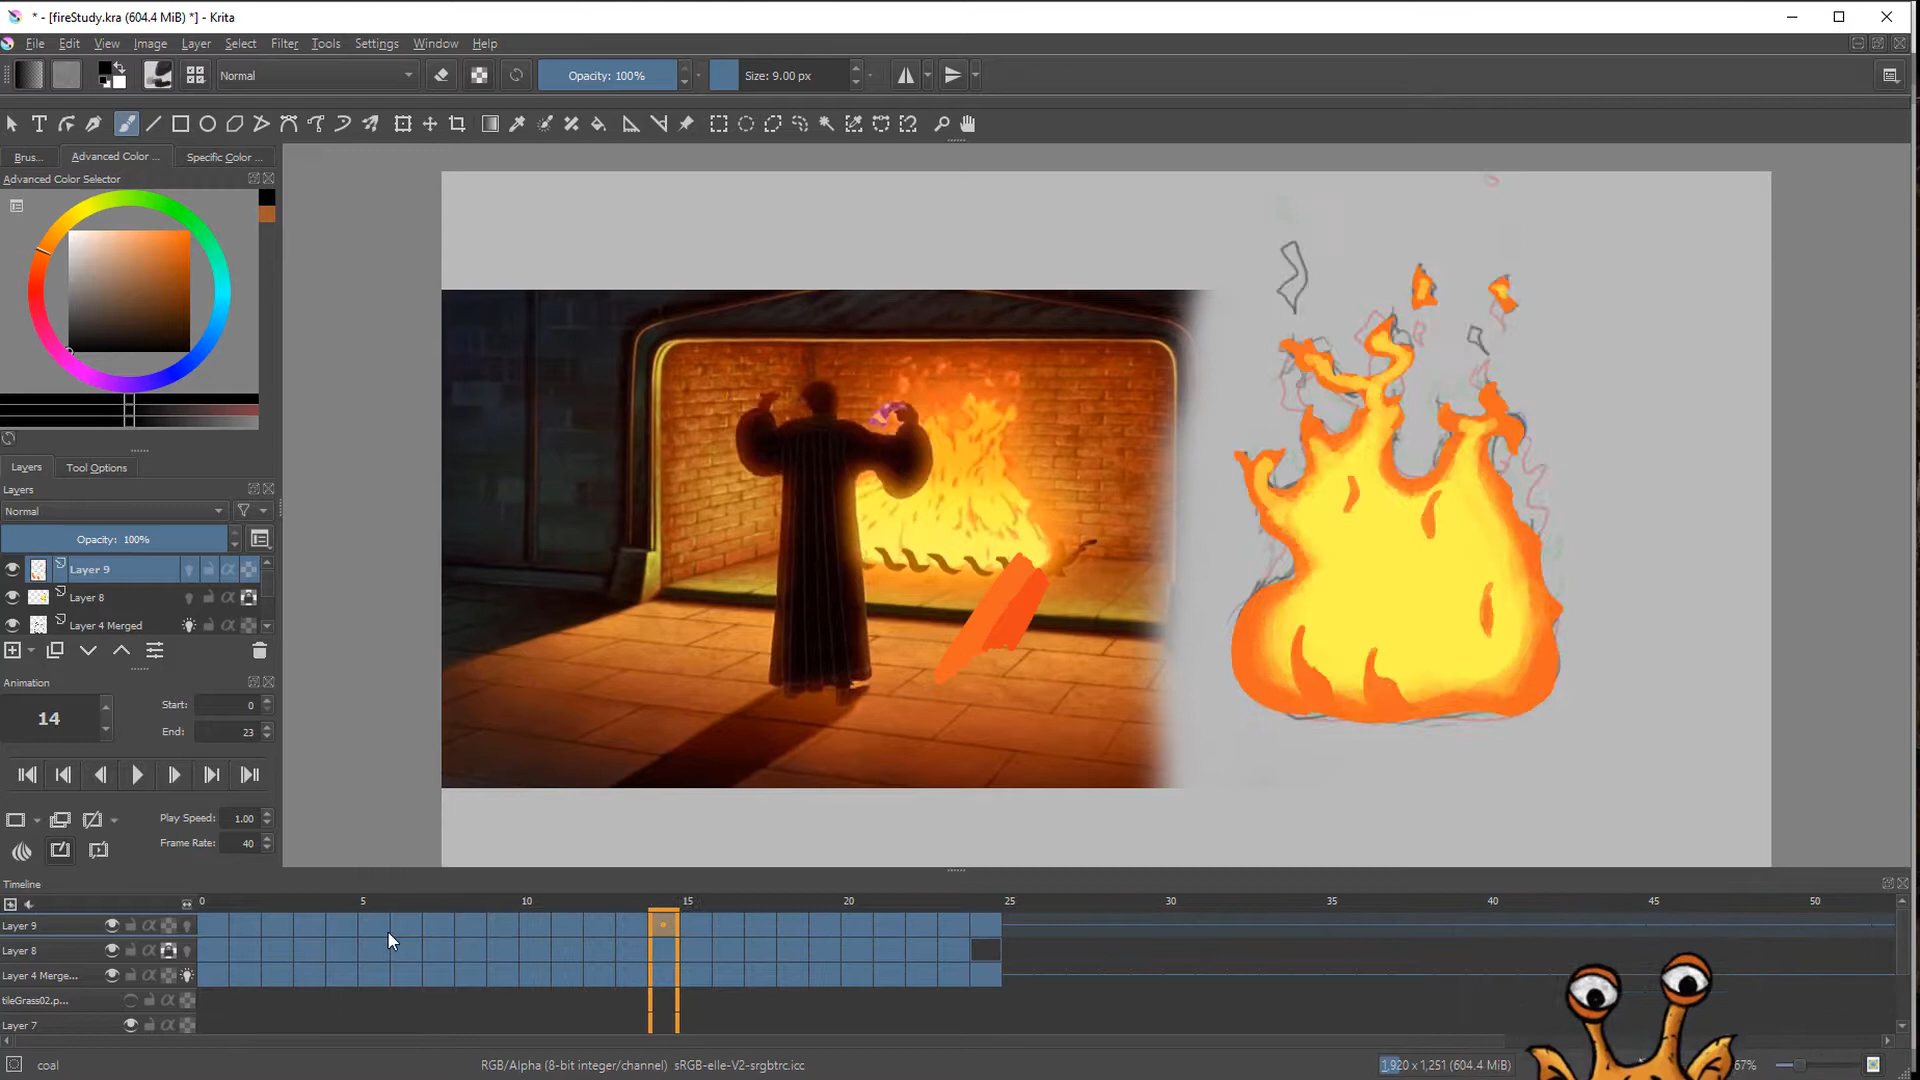 * - [fireStudy.kra (604.4 MiB) *] - Krita
File Edit View Image Layer Select Filter Tools Settings Window Help
Normal Opacity: 100% Size: 9.00 px
Brus... Advanced Color ... Specific Color ...
Advanced Color Selector
Layers Tool Options
Layers
Normal
Opacity: 100%
Layer 9
Layer 8
Layer 4 Merged
Animation
14 Start: 0
End: 23
Play Speed: 1.00
Frame Rate: 40
Timeline
0 5 10 15 20 25 30 35 40 45 50
Layer 9
Layer 8
Layer 4 Merge...
tileGrass02.p...
Layer 7
coal RGB/Alpha (8-bit integer/channel) sRGB-elle-V2-srgbtrc.icc 1,920 x 1,251 (604.4 MiB) 67%